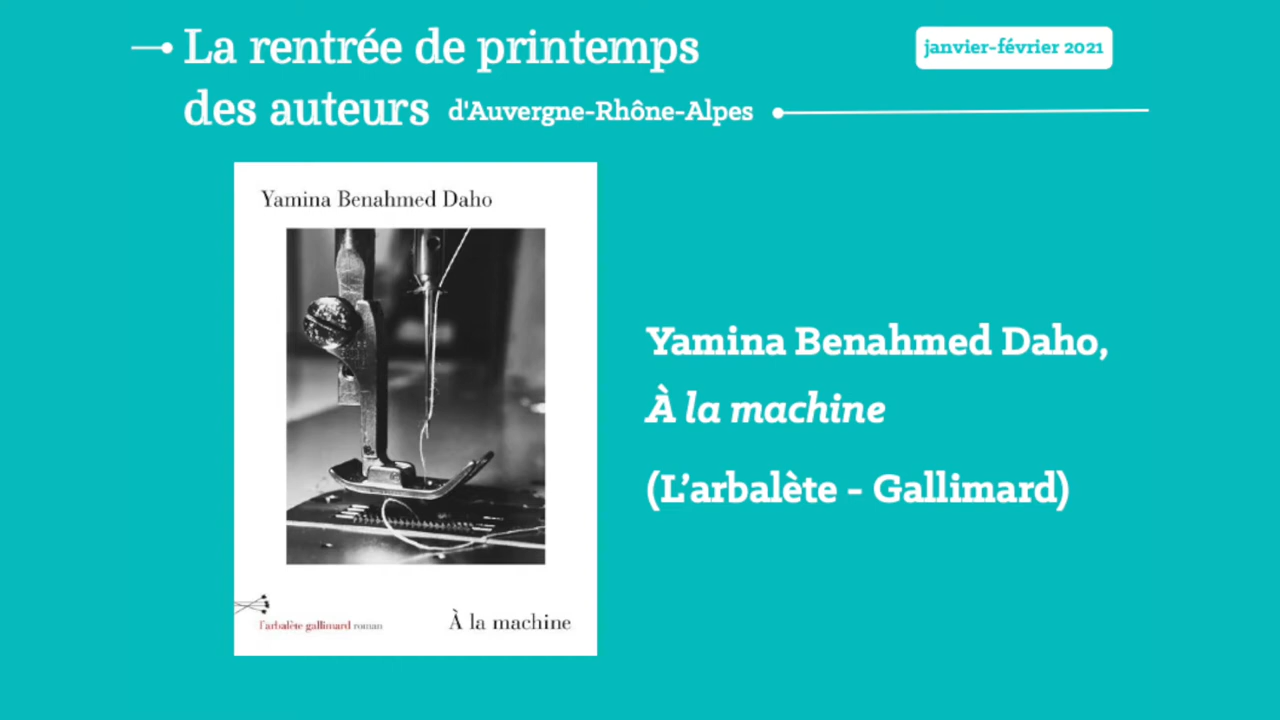 La rentrée de printemps
janvier-février 2021
des auteurs d'Auvergne-Rhône-Alpes
Yamina Benahmed Daho
l'arbalète gallimard roman
À la machine
Yamina Benahmed Daho,
À la machine
(L’arbalète - Gallimard)